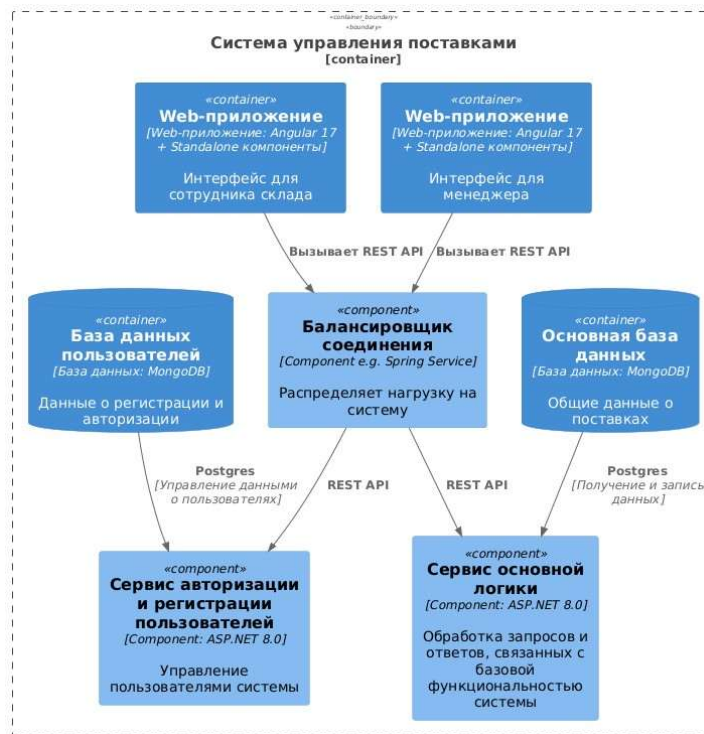 «container_boundary»
«boundary»
Система управления поставками
[container]
«container»
Web-приложение
[Web-приложение: Angular 17
+ Standalone компоненты]
Интерфейс для
сотрудника склада
«container»
Web-приложение
[Web-приложение: Angular 17
+ Standalone компоненты]
Интерфейс для
менеджера
Вызывает REST API
Вызывает REST API
«container»
База данных
пользователей
[База данных: MongoDB]
Данные о регистрации и
авторизации
«component»
Балансировщик
соединения
[Component e.g. Spring Service]
Распределяет нагрузку на
систему
«container»
Основная база
данных
[База данных: MongoDB]
Общие данные о
поставках
Postgres
[Управление данными
о пользователях]
REST API
REST API
Postgres
[Получение и запись
данных]
«component»
Сервис авторизации
и регистрации
пользователей
[Component: ASP.NET 8.0]
Управление
пользователями системы
«component»
Сервис основной
логики
[Component: ASP.NET 8.0]
Обработка запросов и
ответов, связанных с
базовой
функциональностью
системы